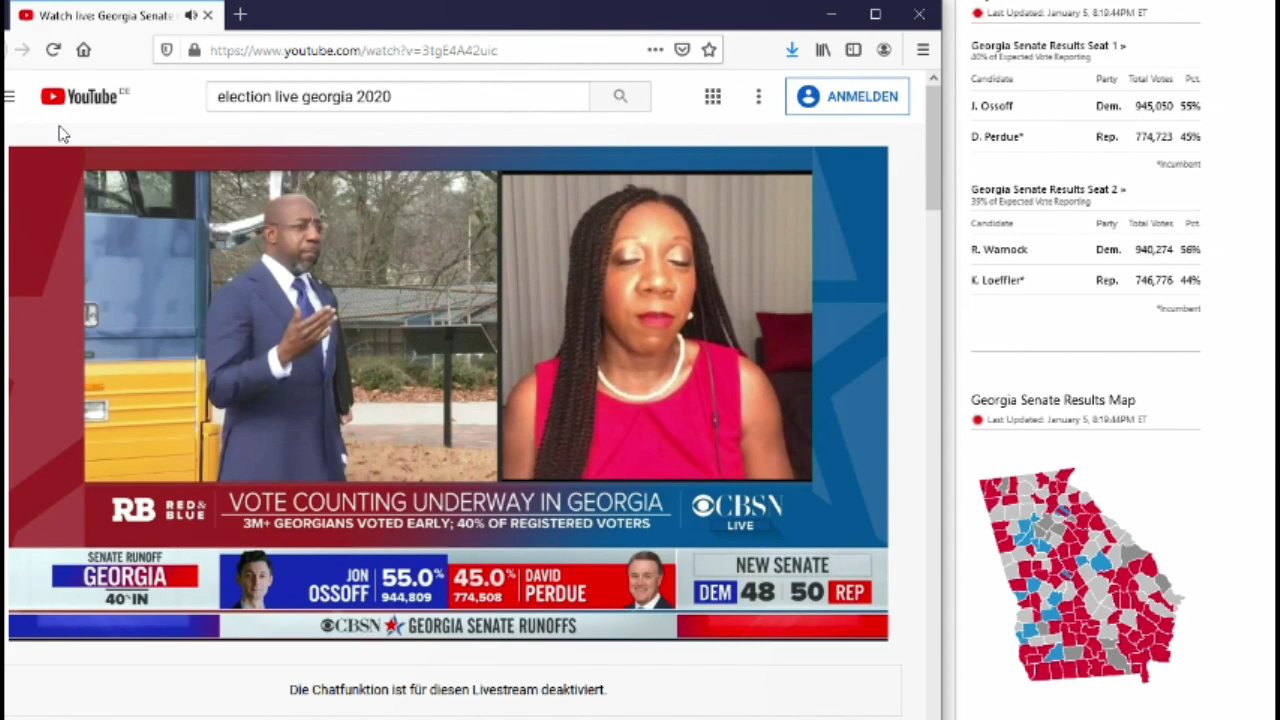 Watch live: Georgia Senate
https://www.youtube.com/watch?v=3tgE4A42uic
YouTube DE
election live georgia 2020
ANMELDEN
RB RED& BLUE
VOTE COUNTING UNDERWAY IN GEORGIA
3M+ GEORGIANS VOTED EARLY; 40% OF REGISTERED VOTERS
CBSN
LIVE
SENATE RUNOFF
GEORGIA
40% IN
JON OSSOFF 55.0% 944,809
45.0% 774,508 DAVID PERDUE
NEW SENATE
DEM 48 50 REP
CBSN GEORGIA SENATE RUNOFFS
Die Chatfunktion ist für diesen Livestream deaktiviert.
Last Updated: January 5, 8:19:44PM ET
Georgia Senate Results Seat 1 »
40% of Expected Vote Reporting
Candidate Party Total Votes Pct.
J. Ossoff Dem. 945,050 55%
D. Perdue* Rep. 774,723 45%
*Incumbent
Georgia Senate Results Seat 2 »
39% of Expected Vote Reporting
Candidate Party Total Votes Pct.
R. Warnock Dem. 940,274 56%
K. Loeffler* Rep. 746,776 44%
*Incumbent
Georgia Senate Results Map
Last Updated: January 5, 8:19:44PM ET